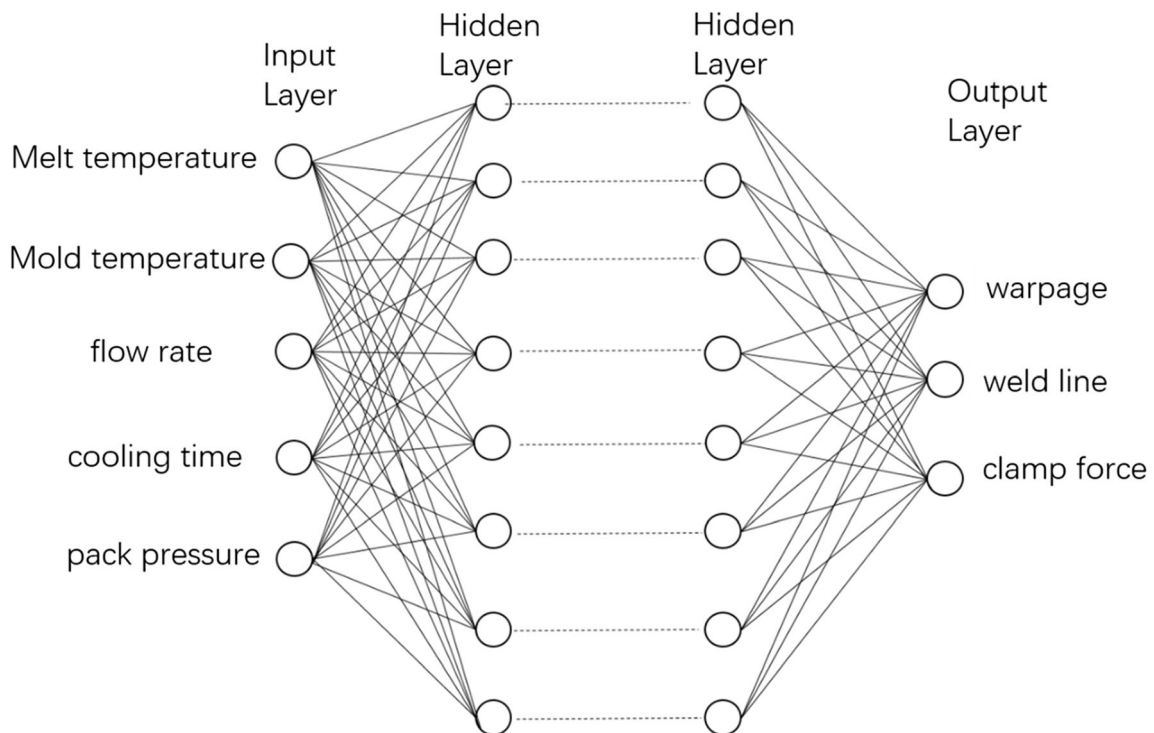 Input
Layer
Hidden
Layer
Hidden
Layer
Output
Layer
Melt temperature
Mold temperature
flow rate
cooling time
pack pressure
warpage
weld line
clamp force